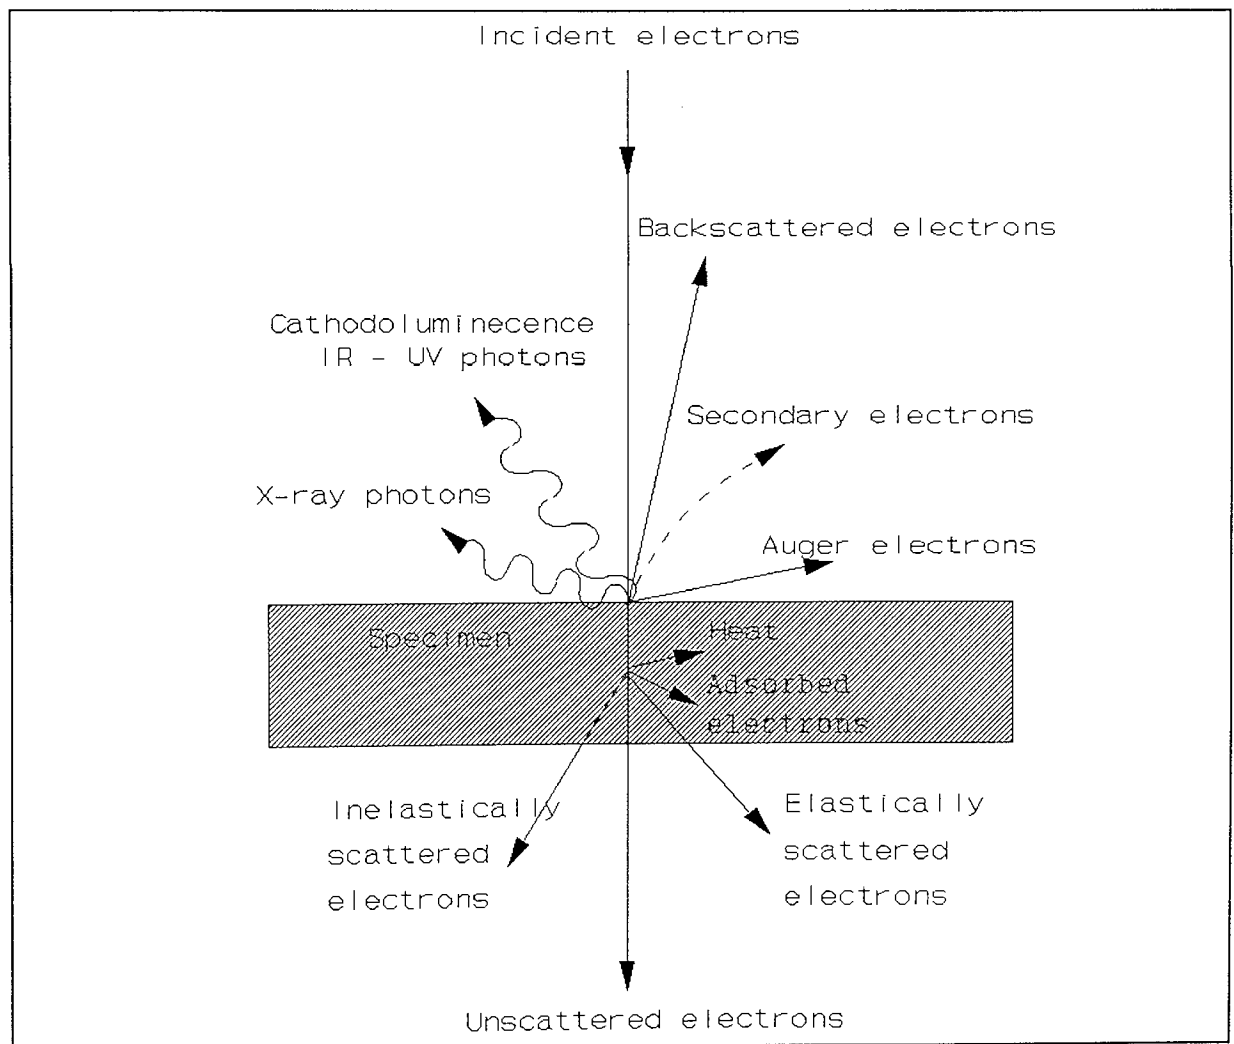 Incident electrons
Backscattered electrons
Cathodoluminecence
IR - UV photons
Secondary electrons
X-ray photons
Auger electrons
Specimen
Heat
Adsorbed
electrons
Inelastically
scattered
electrons
Elastically
scattered
electrons
Unscattered electrons